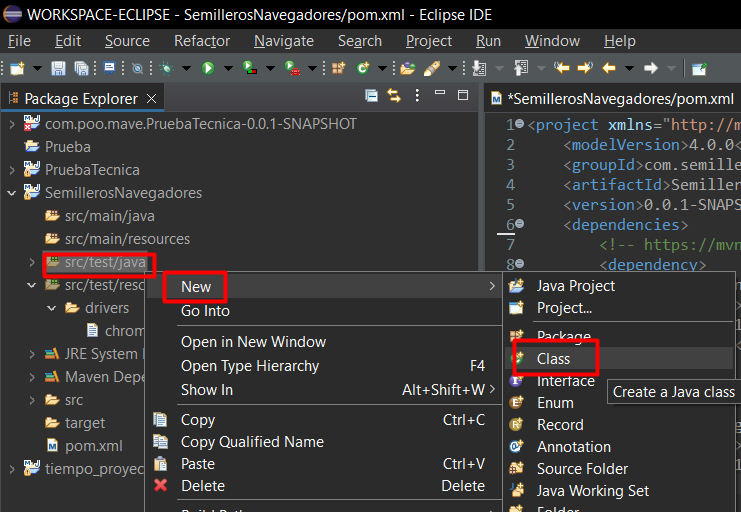 WORKSPACE-ECLIPSE - SemillerosNavegadores/pom.xml - Eclipse IDE
File Edit Source Refactor Navigate Search Project Run Window Help
Package Explorer
*SemillerosNavegadores/pom.xml
com.poo.mave.PruebaTecnica-0.0.1-SNAPSHOT
Prueba
PruebaTecnica
SemillerosNavegadores
src/main/java
src/main/resources
src/test/java
src/test/reso
drivers
chrom
JRE System
Maven Depe
src
target
pom.xml
tiempo_proyec
1 <project xmlns="http://m
2 <modelVersion>4.0.0<
3 <groupId>com.semille
4 <artifactId>Semiller
5 <version>0.0.1-SNAPS
6 <dependencies>
7 <!-- https://mvn
8 <dependency>
New
Go Into
Open in New Window
Open Type Hierarchy F4
Show In Alt+Shift+W
Copy Ctrl+C
Copy Qualified Name
Paste Ctrl+V
Delete Delete
Build Path
Java Project
Project...
Package
Class
Interface
Enum
Record
Annotation
Source Folder
Java Working Set
Folder
Create a Java class